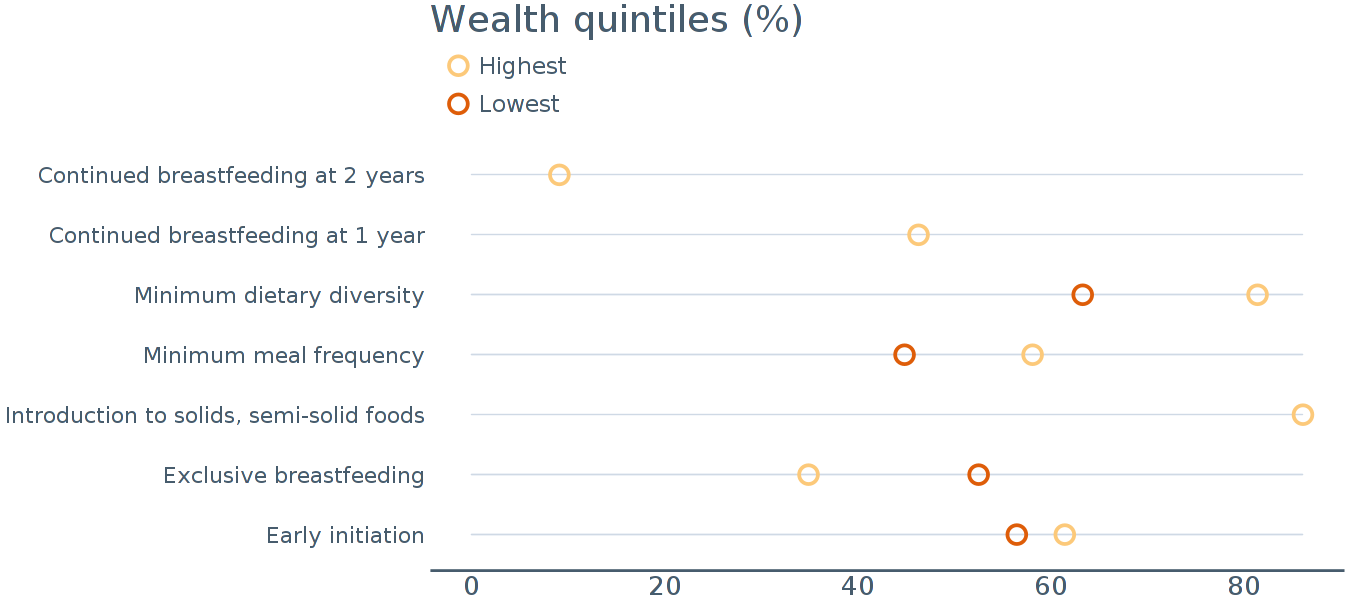 Wealth quintiles (%)
Highest
Lowest
Continued breastfeeding at 2 years
Continued breastfeeding at 1 year
Minimum dietary diversity
Minimum meal frequency
Introduction to solids, semi-solid foods
Exclusive breastfeeding
Early initiation
0 20 40 60 80